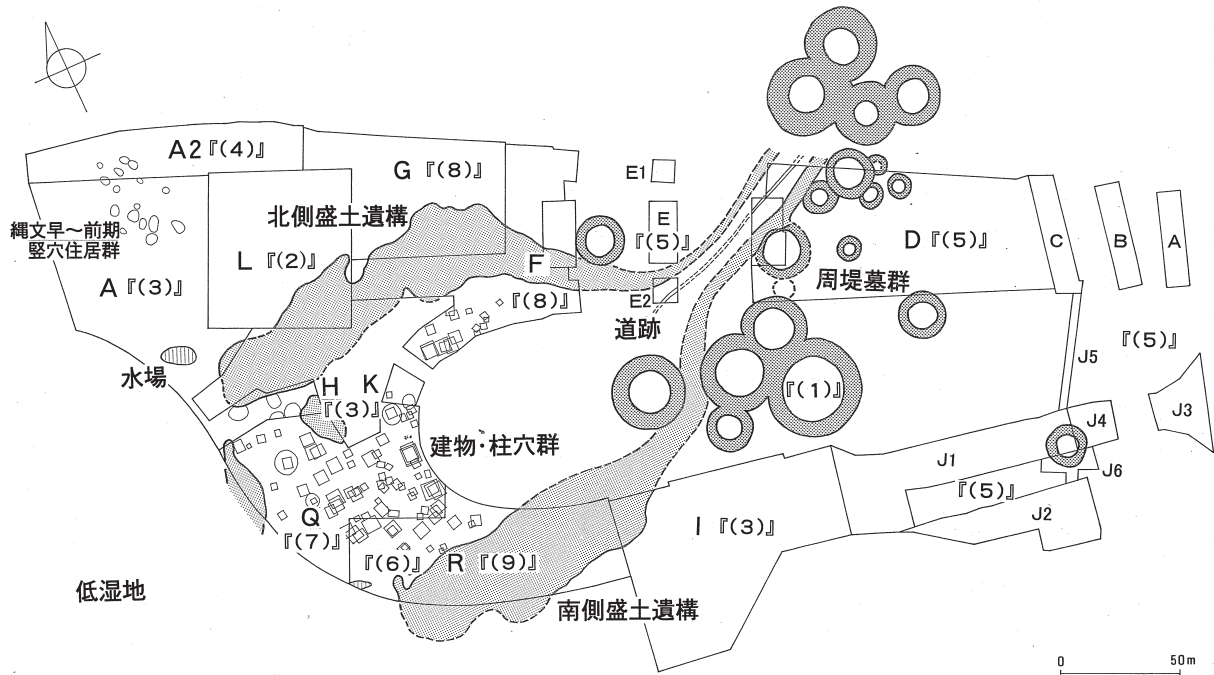 A2『(4)』
G『(8)』
E1
縄文早〜前期
竪穴住居群
北側盛土遺構
E
『(5)』
D『(5)』
C
B
A
L『(2)』
A『(3)』
F
『(8)』
E2
道跡
周堤墓群
水場
H
K
『(3)』
『(1)』
『(5)』
J5
J3
J4
建物・柱穴群
J1
J6
『(5)』
J2
Q
『(7)』
『(6)』
R『(9)』
I『(3)』
低湿地
南側盛土遺構
0
50m